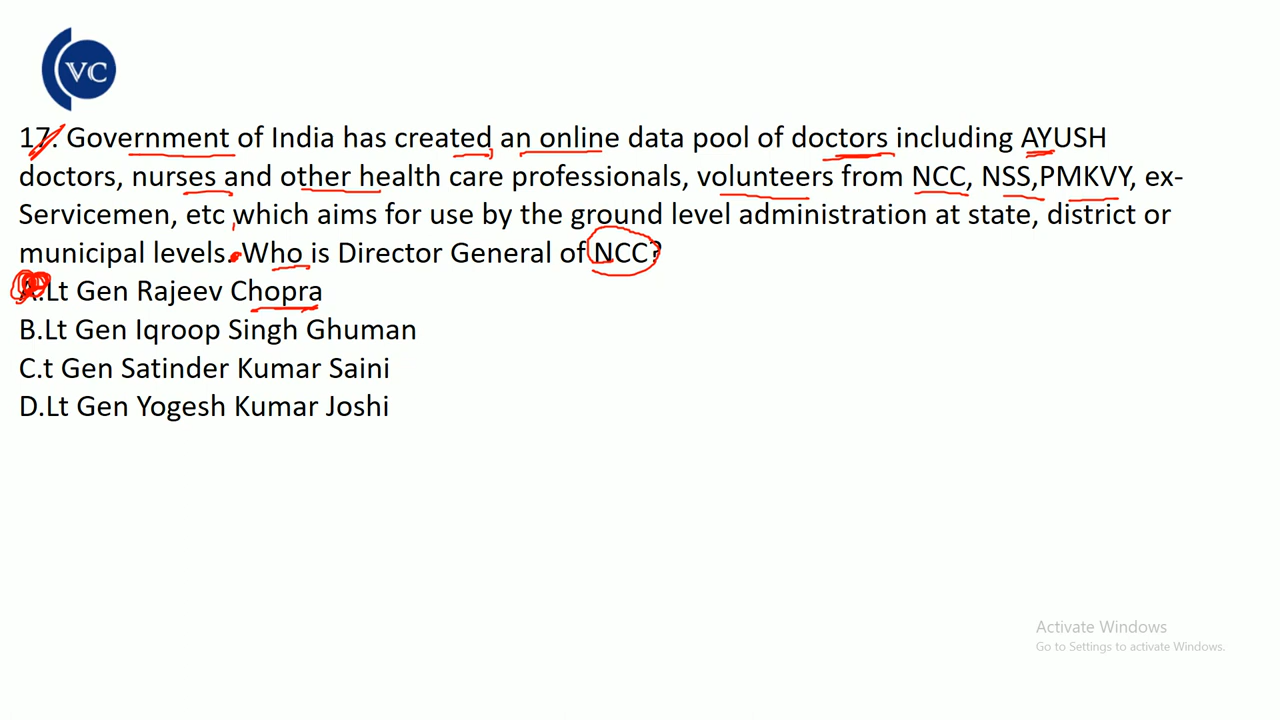 VC
17. Government of India has created an online data pool of doctors including AYUSH
doctors, nurses and other health care professionals, volunteers from NCC, NSS,PMKVY, ex-
Servicemen, etc which aims for use by the ground level administration at state, district or
municipal levels. Who is Director General of NCC?
A.Lt Gen Rajeev Chopra
B.Lt Gen Iqroop Singh Ghuman
C.t Gen Satinder Kumar Saini
D.Lt Gen Yogesh Kumar Joshi
Activate Windows
Go to Settings to activate Windows.